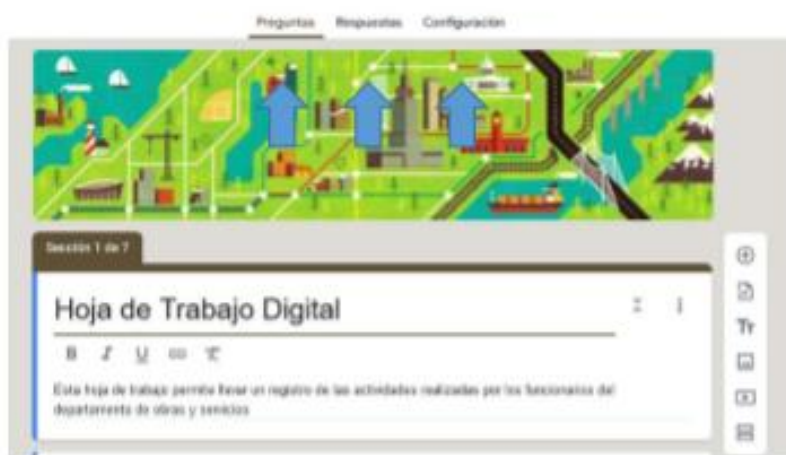 Preguntas Respuestas Configuración
Sección 1 de 7
Hoja de Trabajo Digital
B I U
Tr
Esta hoja de trabajo permite llevar un registro de las actividades realizadas por los funcionarios del
departamento de obras y servicios